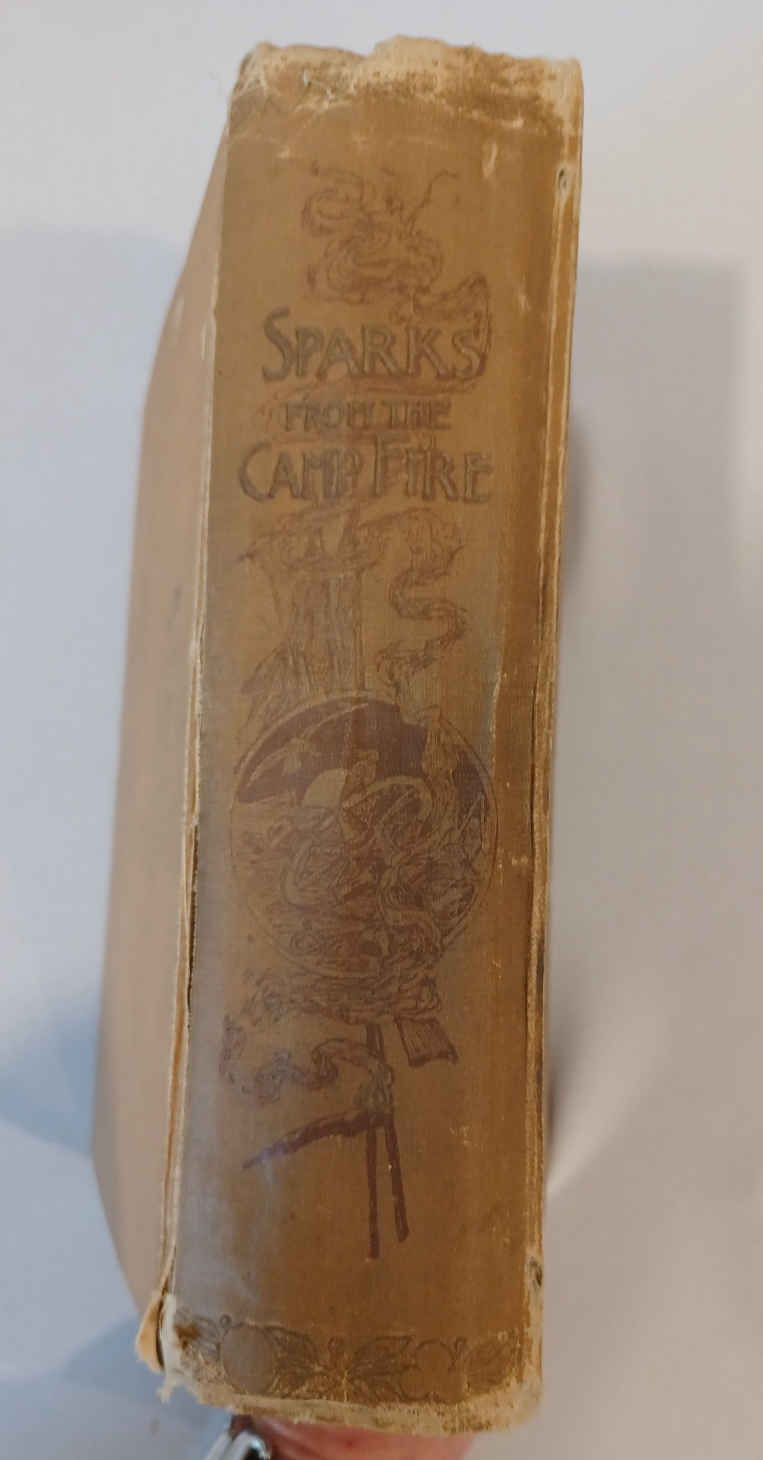 SPARKS
FROM THE
CAMP FIRE